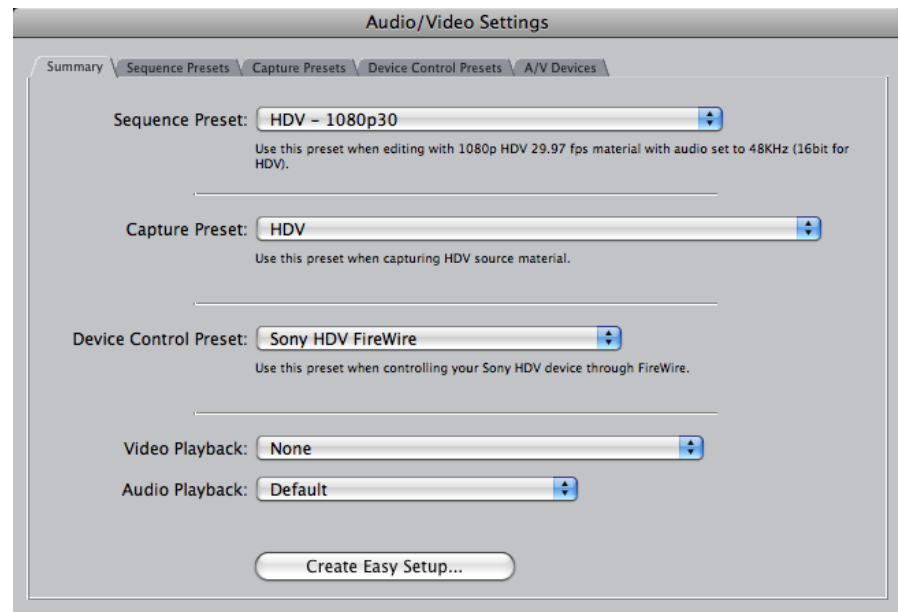 Audio/Video Settings
Summary Sequence Presets Capture Presets Device Control Presets A/V Devices
Sequence Preset: HDV – 1080p30
Use this preset when editing with 1080p HDV 29.97 fps material with audio set to 48KHz (16bit for
HDV).
Capture Preset: HDV
Use this preset when capturing HDV source material.
Device Control Preset: Sony HDV FireWire
Use this preset when controlling your Sony HDV device through FireWire.
Video Playback: None
Audio Playback: Default
Create Easy Setup...